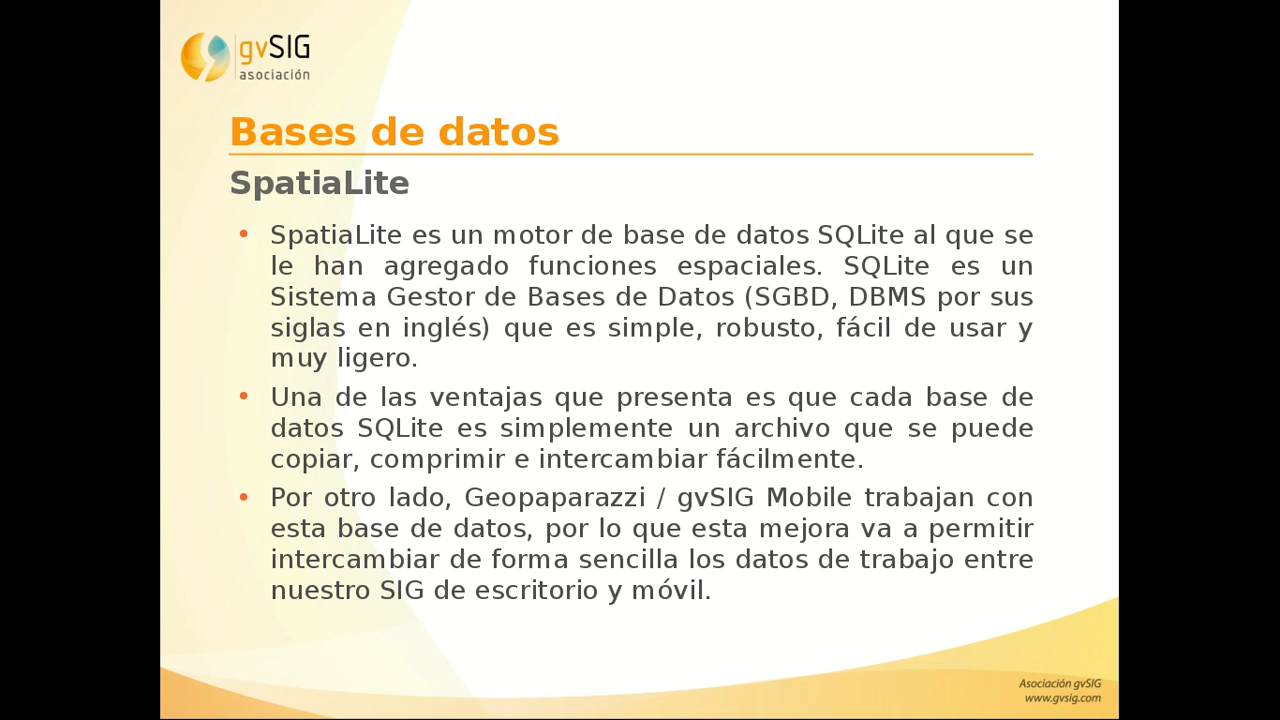 gvSIG
asociación
Bases de datos
SpatiaLite
• SpatiaLite es un motor de base de datos SQLite al que se
le han agregado funciones espaciales. SQLite es un
Sistema Gestor de Bases de Datos (SGBD, DBMS por sus
siglas en inglés) que es simple, robusto, fácil de usar y
muy ligero.
• Una de las ventajas que presenta es que cada base de
datos SQLite es simplemente un archivo que se puede
copiar, comprimir e intercambiar fácilmente.
• Por otro lado, Geopaparazzi / gvSIG Mobile trabajan con
esta base de datos, por lo que esta mejora va a permitir
intercambiar de forma sencilla los datos de trabajo entre
nuestro SIG de escritorio y móvil.
Asociación gvSIG
www.gvsig.com